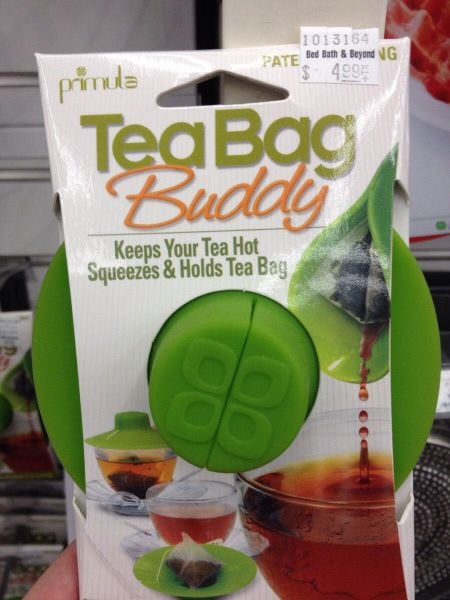 1013164
Bed Bath & Beyond
$ 4.99
PATE NG
primula
Tea Bag
Buddy
Keeps Your Tea Hot
Squeezes & Holds Tea Bag